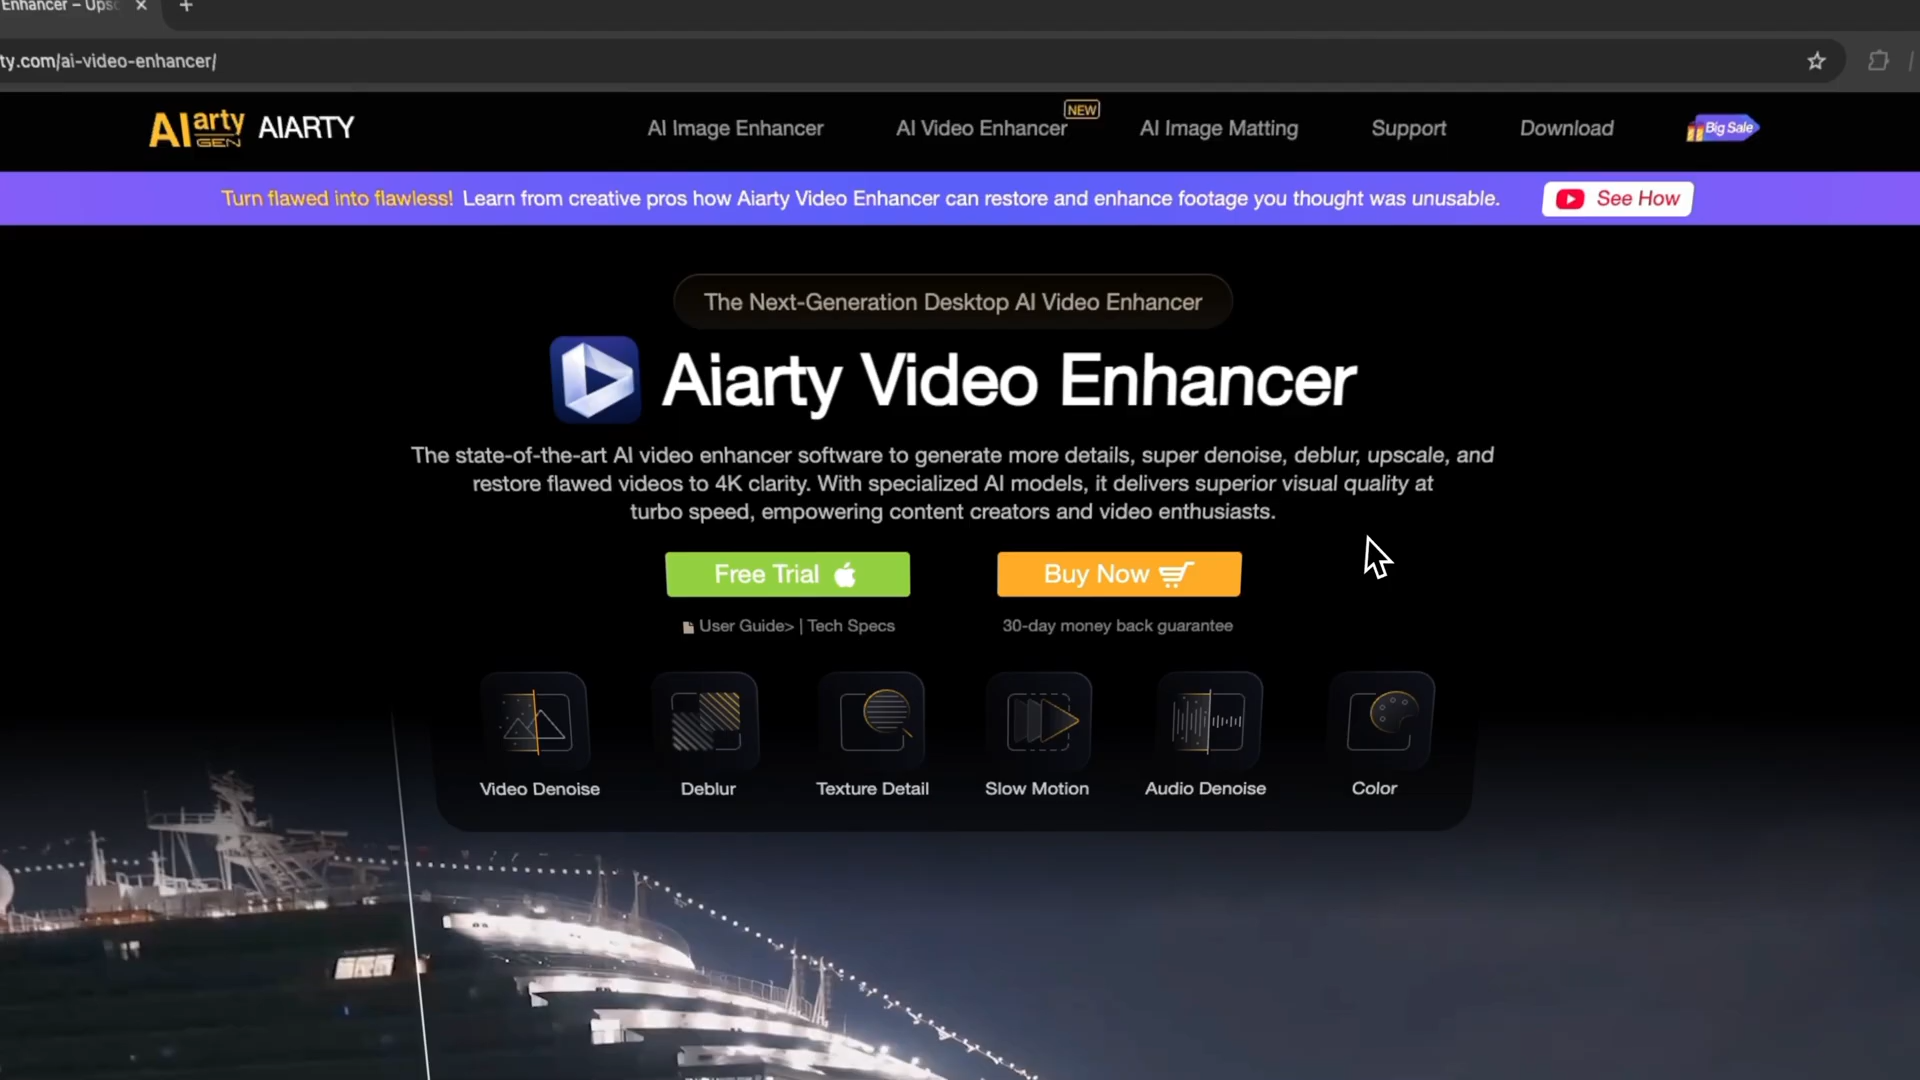 Enhancer – Ups
ty.com/ai-video-enhancer/
AIarty GEN AIARTY
AI Image Enhancer
AI Video Enhancer
NEW
AI Image Matting
Support
Download
Big Sale
Turn flawed into flawless! Learn from creative pros how Aiarty Video Enhancer can restore and enhance footage you thought was unusable.
See How
The Next-Generation Desktop AI Video Enhancer
Aiarty Video Enhancer
The state-of-the-art AI video enhancer software to generate more details, super denoise, deblur, upscale, and
restore flawed videos to 4K clarity. With specialized AI models, it delivers superior visual quality at
turbo speed, empowering content creators and video enthusiasts.
Free Trial
Buy Now
User Guide> | Tech Specs
30-day money back guarantee
Video Denoise
Deblur
Texture Detail
Slow Motion
Audio Denoise
Color